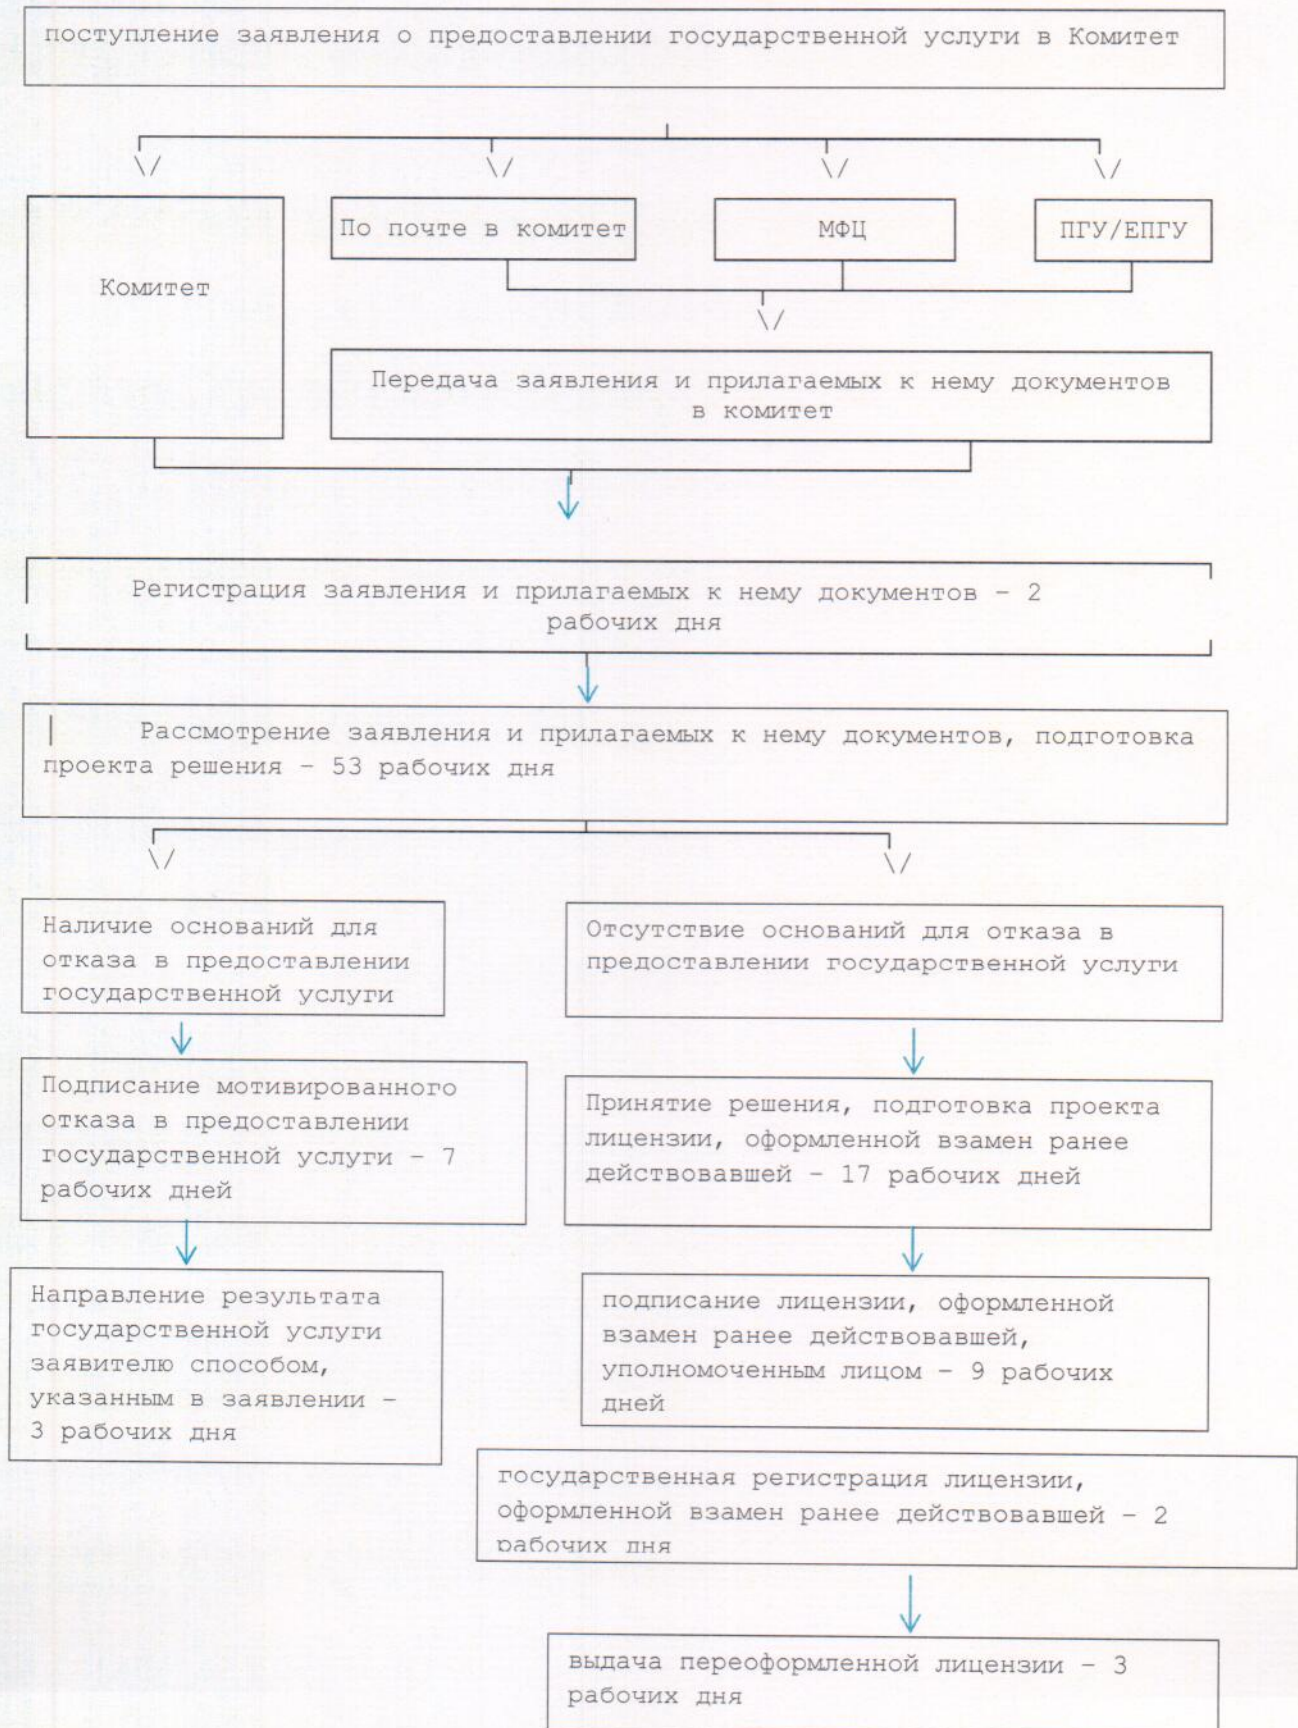 поступление заявления о предоставлении государственной услуги в Комитет
\/ \/ \/ \/
Комитет
По почте в комитет
МФЦ
ПГУ/ЕПГУ
\/
Передача заявления и прилагаемых к нему документов
в комитет
Регистрация заявления и прилагаемых к нему документов – 2
рабочих дня
Рассмотрение заявления и прилагаемых к нему документов, подготовка
проекта решения – 53 рабочих дня
\/ \/
Наличие оснований для
отказа в предоставлении
государственной услуги
Отсутствие оснований для отказа в
предоставлении государственной услуги
Подписание мотивированного
отказа в предоставлении
государственной услуги – 7
рабочих дней
Принятие решения, подготовка проекта
лицензии, оформленной взамен ранее
действовавшей – 17 рабочих дней
Направление результата
государственной услуги
заявителю способом,
указанным в заявлении –
3 рабочих дня
подписание лицензии, оформленной
взамен ранее действовавшей,
уполномоченным лицом – 9 рабочих
дней
государственная регистрация лицензии,
оформленной взамен ранее действовавшей – 2
рабочих дня
выдача переоформленной лицензии – 3
рабочих дня